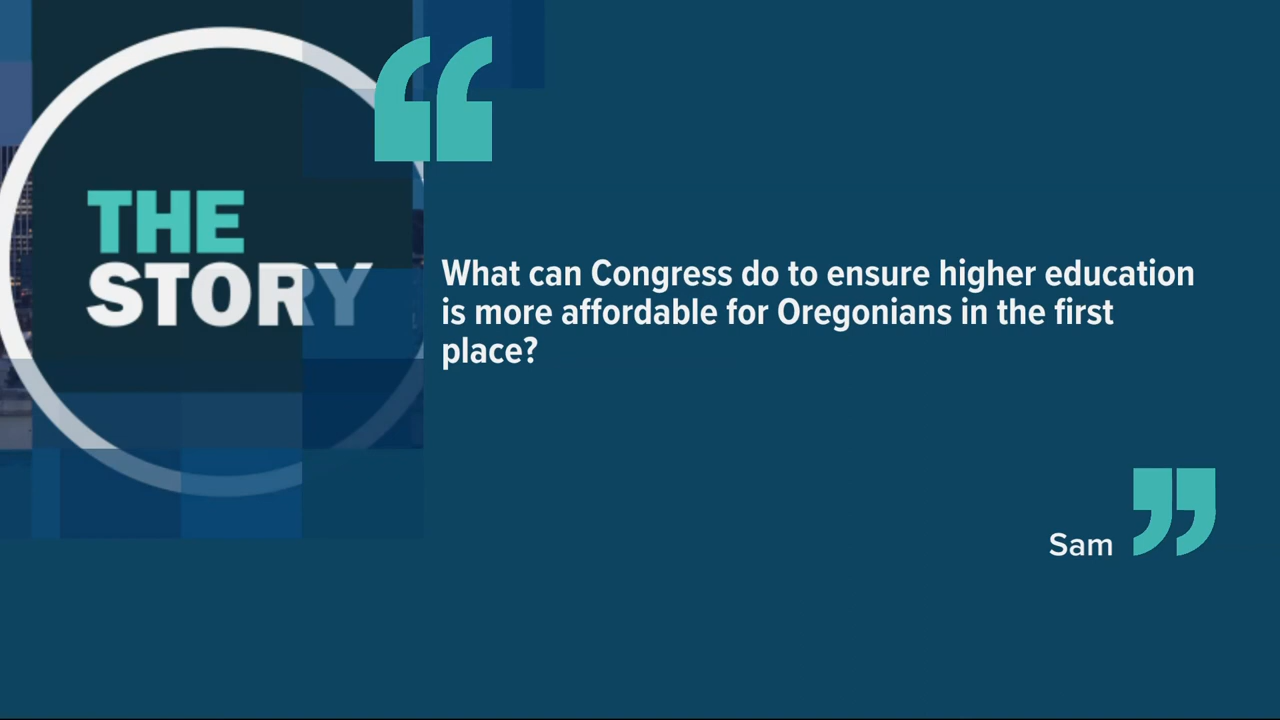 THE
STORY
“
What can Congress do to ensure higher education
is more affordable for Oregonians in the first
place?
Sam ”